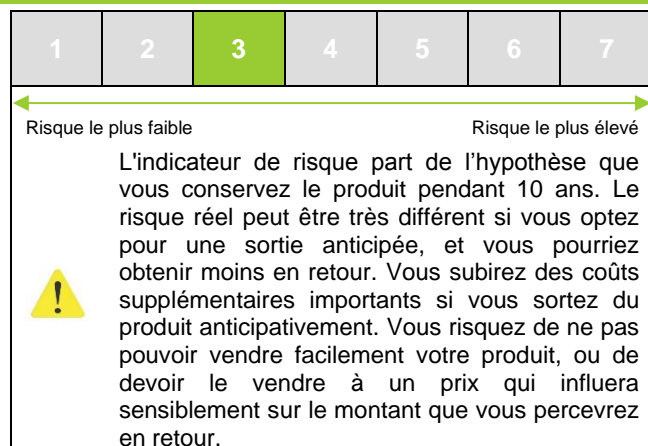 1 2 3 4 5 6 7
Risque le plus faible Risque le plus élevé
L'indicateur de risque part de l’hypothèse que
vous conservez le produit pendant 10 ans. Le
risque réel peut être très différent si vous optez
pour une sortie anticipée, et vous pourriez
obtenir moins en retour. Vous subirez des coûts
supplémentaires importants si vous sortez du
produit anticipativement. Vous risquez de ne pas
pouvoir vendre facilement votre produit, ou de
devoir le vendre à un prix qui influera
sensiblement sur le montant que vous percevrez
en retour.